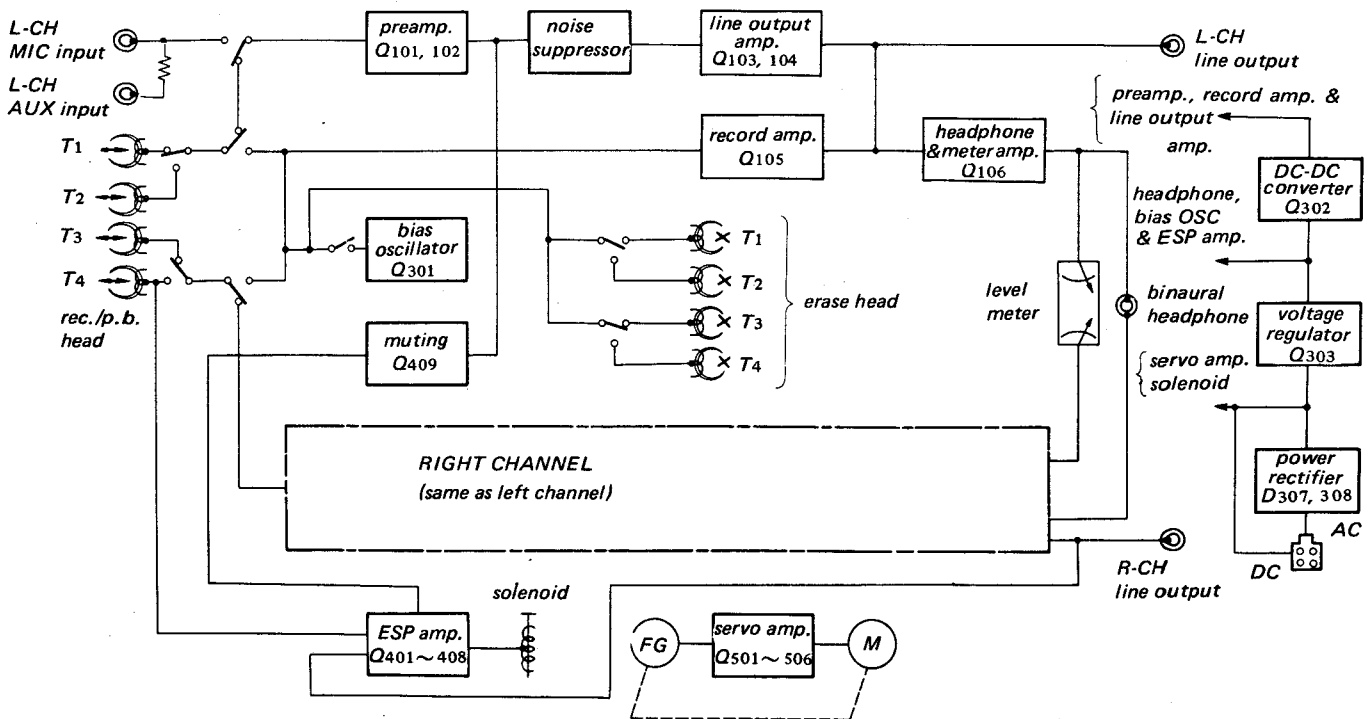 L-CH
MIC input
L-CH
AUX input
preamp.
Q101, 102
noise
suppressor
line output
amp.
Q103, 104
L-CH
line output
preamp., record amp. &
line output
amp.
T1
T2
T3
T4
rec./p.b.
head
record amp.
Q105
headphone
& meter amp.
Q106
DC-DC
converter
Q302
headphone,
bias OSC
& ESP amp.
bias
oscillator
Q301
T1
T2
T3
T4
erase head
level
meter
binaural
headphone
voltage
regulator
Q303
muting
Q409
servo amp.
solenoid
RIGHT CHANNEL
(same as left channel)
power
rectifier
D307, 308
AC
DC
R-CH
line output
solenoid
ESP amp.
Q401~408
FG
servo amp.
Q501~506
M